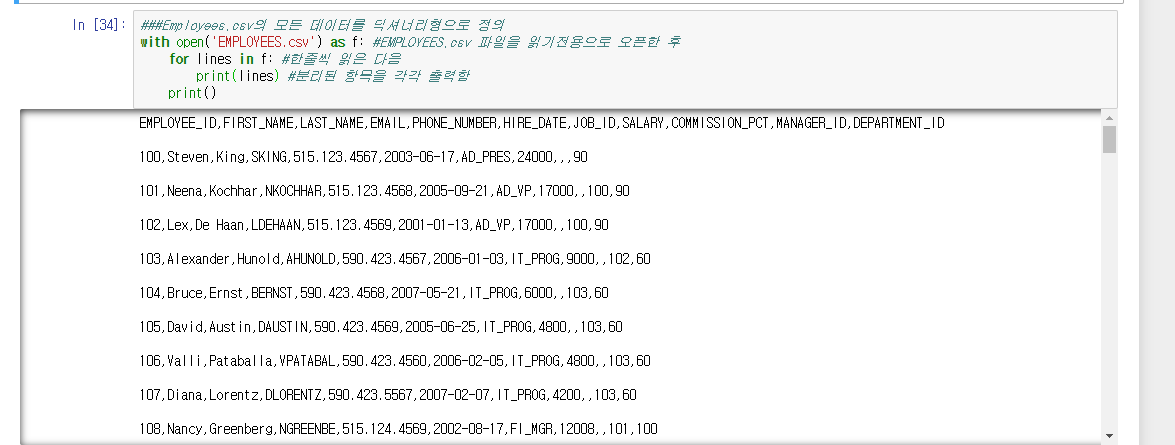 In [34]: ###Employees.csv의 모든 데이터를 딕셔너리형으로 정의
with open('EMPLOYEES.csv') as f: #EMPLOYEES.csv 파일을 읽기전용으로 오픈한 후
    for lines in f: #한줄씩 읽은 다음
        print(lines) #분리된 항목을 각각 출력함
    print()
EMPLOYEE_ID,FIRST_NAME,LAST_NAME,EMAIL,PHONE_NUMBER,HIRE_DATE,JOB_ID,SALARY,COMMISSION_PCT,MANAGER_ID,DEPARTMENT_ID
100,Steven,King,SKING,515.123.4567,2003-06-17,AD_PRES,24000,,,90
101,Neena,Kochhar,NKOCHHAR,515.123.4568,2005-09-21,AD_VP,17000,,100,90
102,Lex,De Haan,LDEHAAN,515.123.4569,2001-01-13,AD_VP,17000,,100,90
103,Alexander,Hunold,AHUNOLD,590.423.4567,2006-01-03,IT_PROG,9000,,102,60
104,Bruce,Ernst,BERNST,590.423.4568,2007-05-21,IT_PROG,6000,,103,60
105,David,Austin,DAUSTIN,590.423.4569,2005-06-25,IT_PROG,4800,,103,60
106,Valli,Pataballa,VPATABAL,590.423.4560,2006-02-05,IT_PROG,4800,,103,60
107,Diana,Lorentz,DLORENTZ,590.423.5567,2007-02-07,IT_PROG,4200,,103,60
108,Nancy,Greenberg,NGREENBE,515.124.4569,2002-08-17,FI_MGR,12008,,101,100